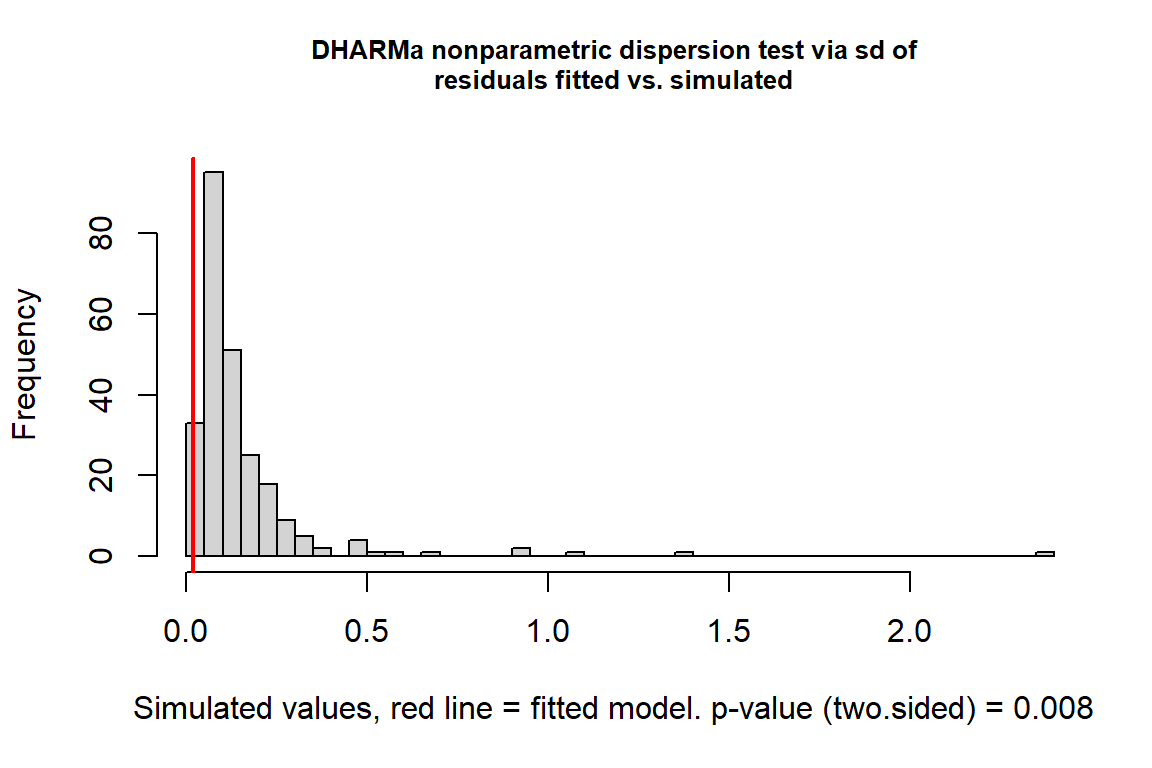 DHARMa nonparametric dispersion test via sd of
residuals fitted vs. simulated
Frequency
80
60
40
20
0
0.0 0.5 1.0 1.5 2.0
Simulated values, red line = fitted model. p-value (two.sided) = 0.008